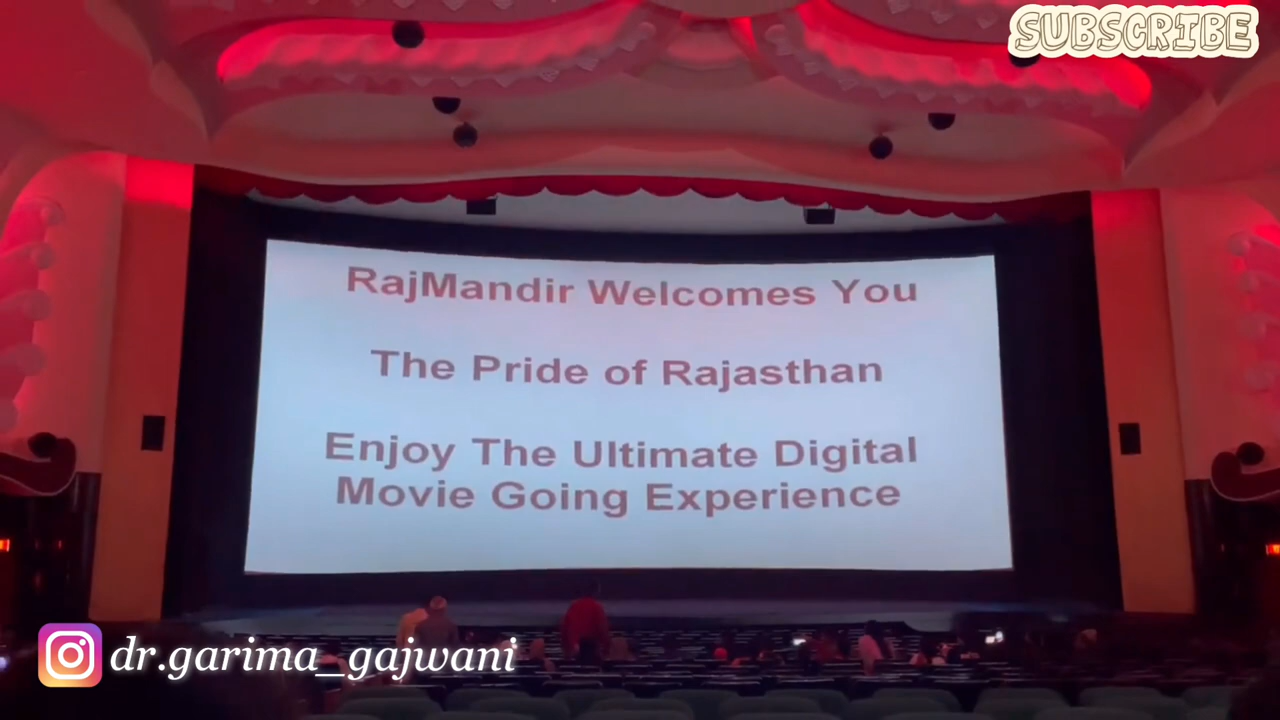 SUBSCRIBE
RajMandir Welcomes You
The Pride of Rajasthan
Enjoy The Ultimate Digital
Movie Going Experience
dr.garima_gajwani